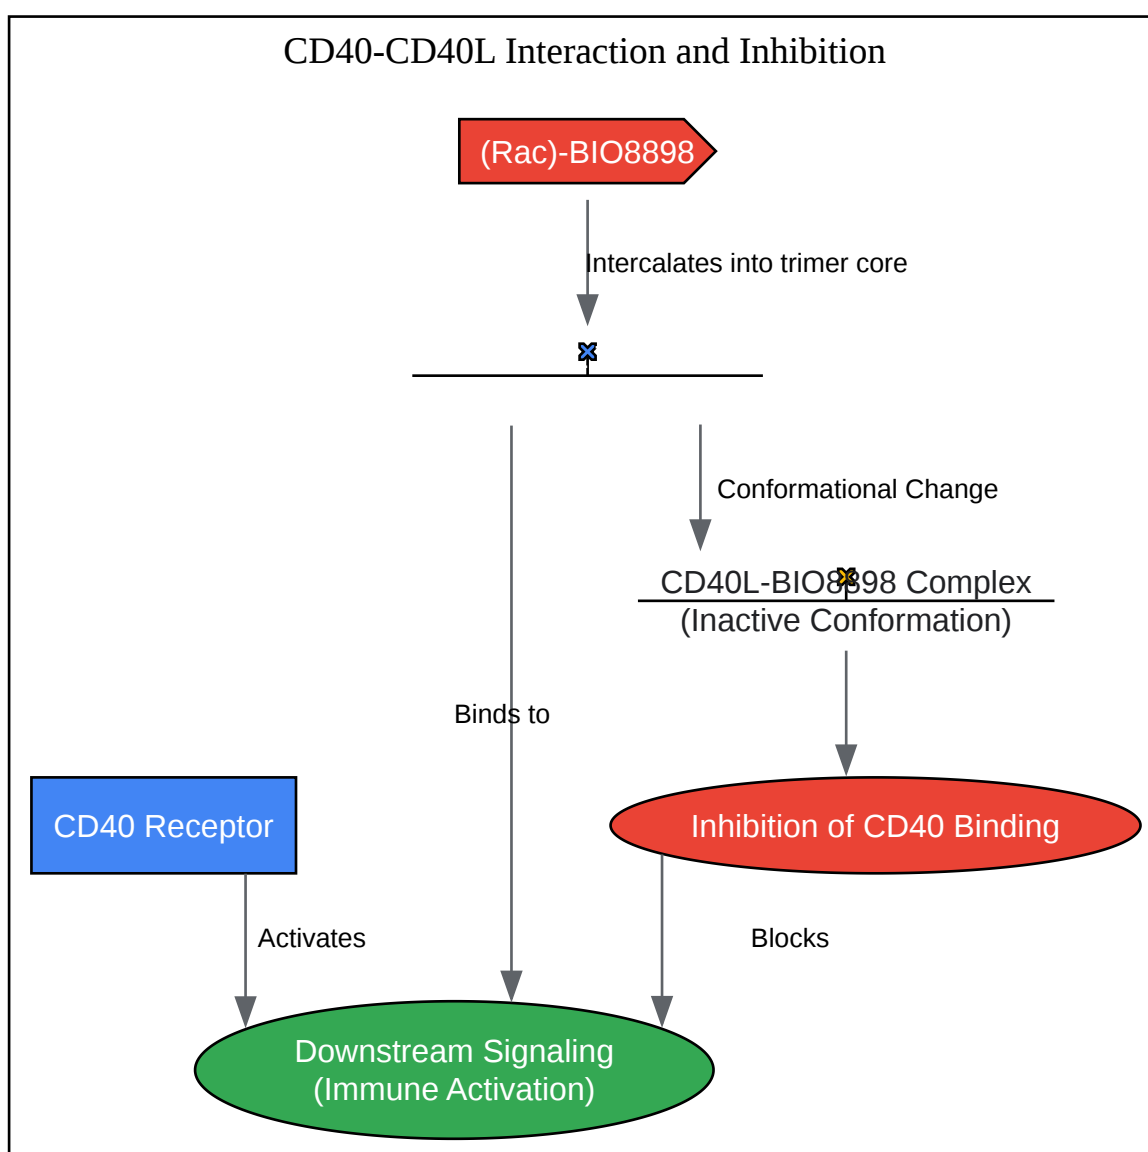 CD40-CD40L Interaction and Inhibition
(Rac)-BIO8898
Intercalates into trimer core
Conformational Change
CD40L-BIO8898 Complex
(Inactive Conformation)
Binds to
CD40 Receptor
Inhibition of CD40 Binding
Activates
Blocks
Downstream Signaling
(Immune Activation)